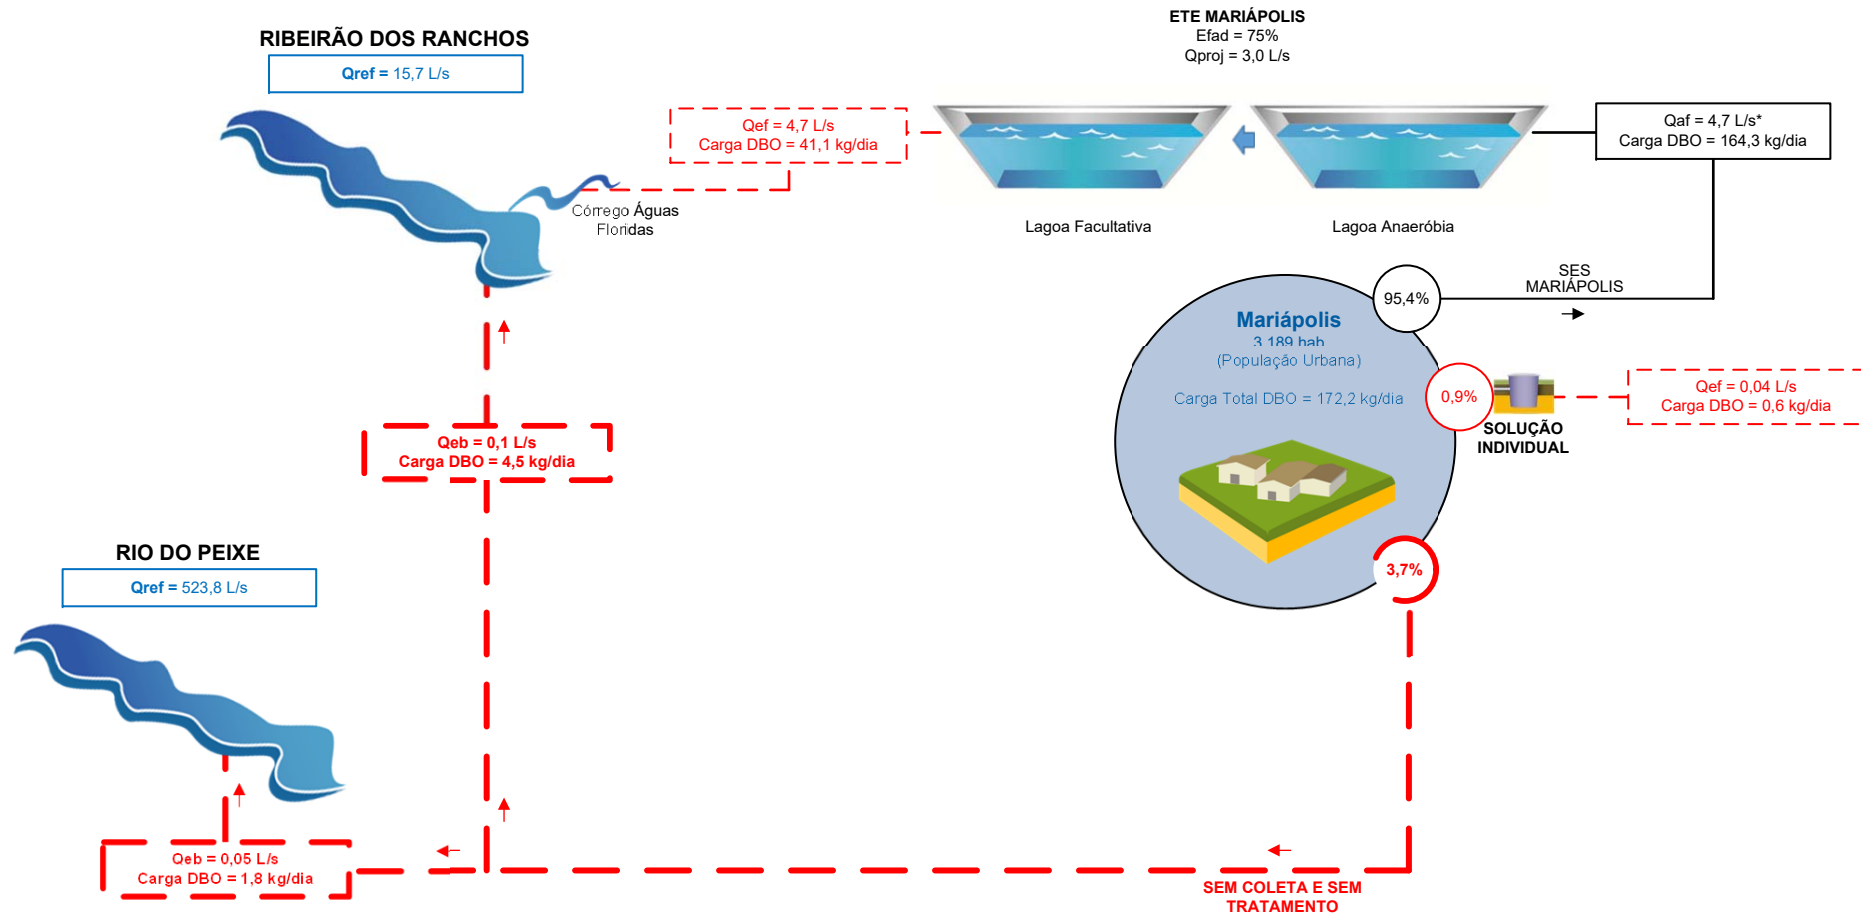 ETE MARIÁPOLIS
Efad = 75%
Qproj = 3,0 L/s
RIBEIRÃO DOS RANCHOS
Qref = 15,7 L/s
Qef = 4,7 L/s
Carga DBO = 41,1 kg/dia
Qaf = 4,7 L/s*
Carga DBO = 164,3 kg/dia
Córrego Águas
Floridas
Lagoa Facultativa
Lagoa Anaeróbia
SES
MARIÁPOLIS
95,4%
Mariápolis
3.189 hab
(População Urbana)
Carga Total DBO = 172,2 kg/dia
0,9%
SOLUÇÃO
INDIVIDUAL
Qef = 0,04 L/s
Carga DBO = 0,6 kg/dia
Qeb = 0,1 L/s
Carga DBO = 4,5 kg/dia
3,7%
RIO DO PEIXE
Qref = 523,8 L/s
Qeb = 0,05 L/s
Carga DBO = 1,8 kg/dia
SEM COLETA E SEM
TRATAMENTO